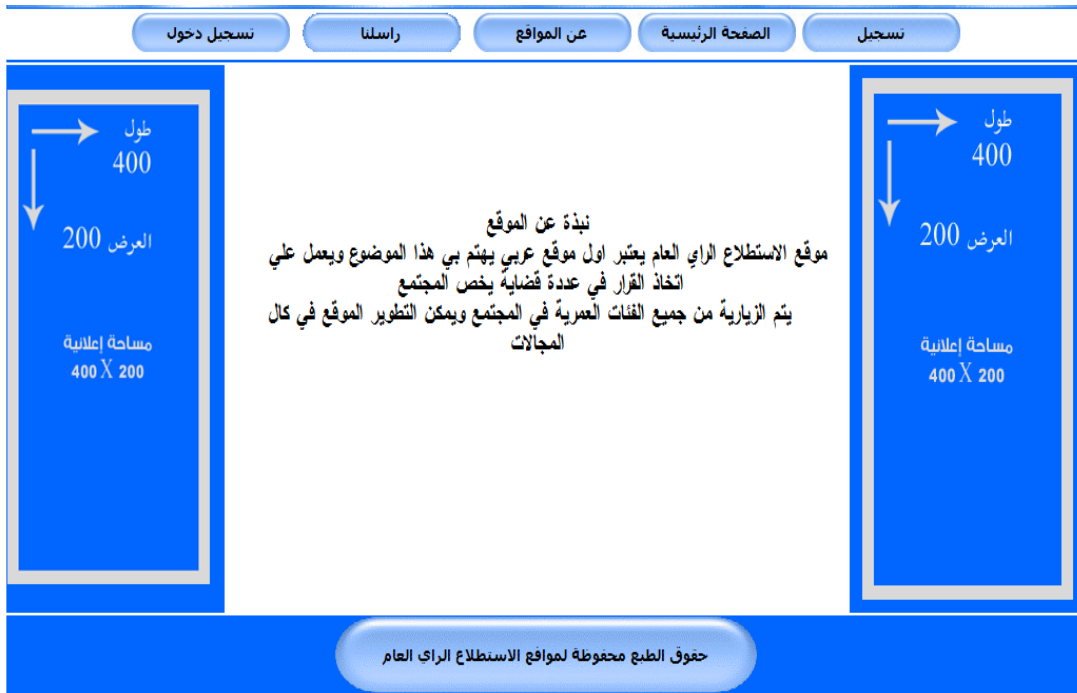 تسجيل
الصفحة الرئيسية
عن المواقع
راسلنا
تسجيل دخول
طول
400
العرض 200
مساحة إعلانية
400 X 200
نبذة عن الموقع
موقع الاستطلاع الراي العام يعتبر اول موقع عربي يهتم بي هذا الموضوع ويعمل علي
اتخاذ القرار في عددة قضاية يخص المجتمع
يتم الزيارية من جميع الفئات العمرية في المجتمع ويمكن التطوير الموقع في كال
المجالات
طول
400
العرض 200
مساحة إعلانية
400 X 200
حقوق الطبع محفوظة لمواقع الاستطلاع الراي العام